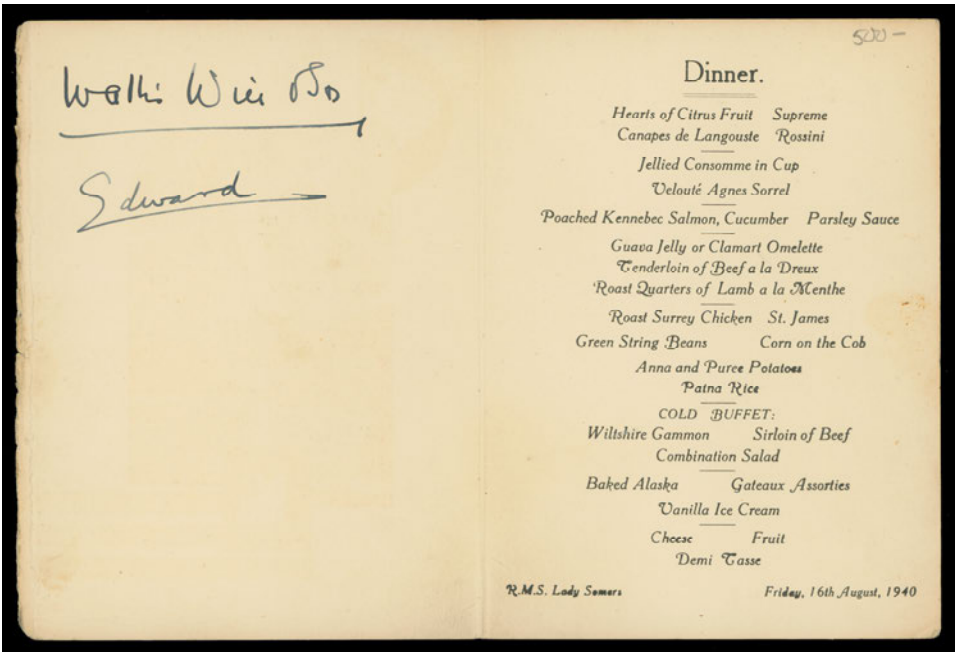 Wallis Windsor
Edward
500-
Dinner.
Hearts of Citrus Fruit Supreme
Canapes de Langouste Rossini
Jellied Consomme in Cup
Velouté Agnes Sorrel
Poached Kennebec Salmon, Cucumber Parsley Sauce
Guava Jelly or Clamart Omelette
Tenderloin of Beef a la Dreux
Roast Quarters of Lamb a la Menthe
Roast Surrey Chicken St. James
Green String Beans Corn on the Cob
Anna and Puree Potatoes
Patna Rice
COLD BUFFET:
Wiltshire Gammon Sirloin of Beef
Combination Salad
Baked Alaska Gateaux Assorties
Vanilla Ice Cream
Cheese Fruit
Demi Tasse
R.M.S. Lady Somers Friday, 16th August, 1940